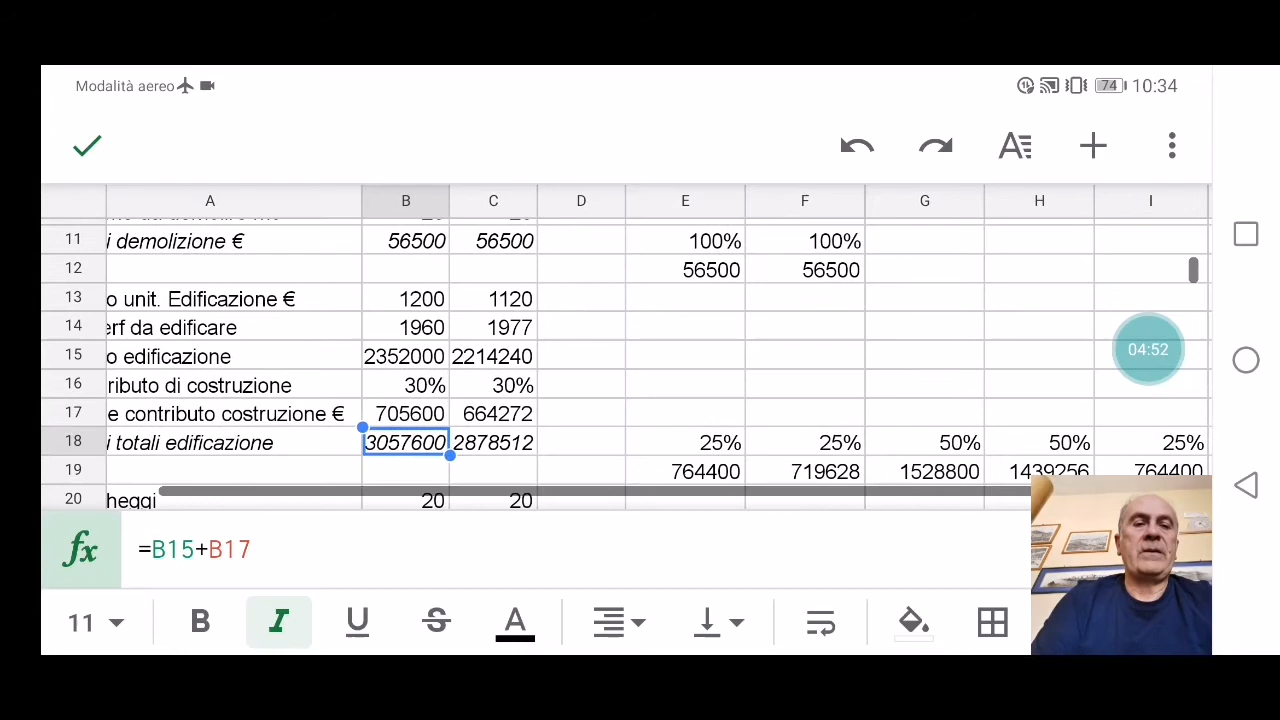 Modalità aereo 74 10:34
A B C D E F G H I
11 i demolizione € 56500 56500 100% 100%
12 56500 56500
13 o unit. Edificazione € 1200 1120
14 erf da edificare 1960 1977
15 o edificazione 2352000 2214240
04:52
16 ributo di costruzione 30% 30%
17 e contributo costruzione € 705600 664272
18 i totali edificazione 3057600 2878512 25% 25% 50% 50% 25%
19 764400 719628 1528800 1439256 764400
20 heggi 20 20
fx =B15+B17
11 B I U S A